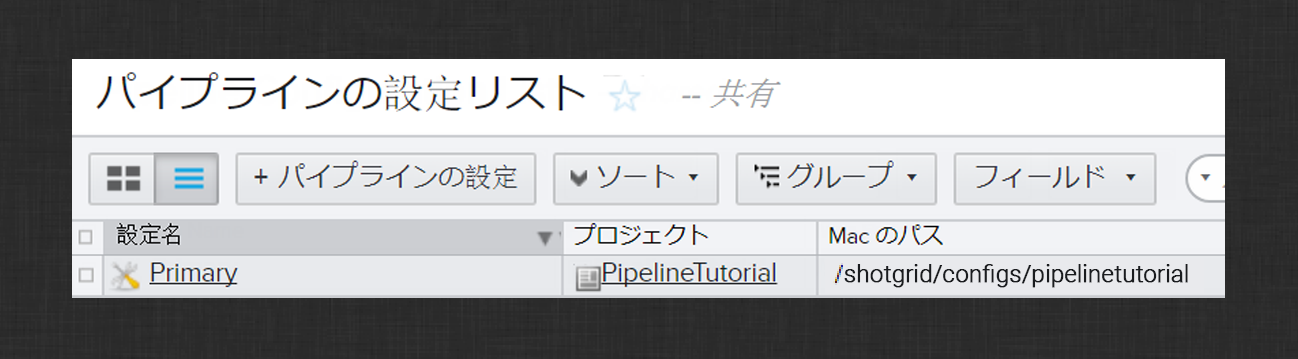 パイプラインの設定リスト -- 共有
+ パイプラインの設定 ソート グループ フィールド
設定名 プロジェクト Mac のパス
Primary PipelineTutorial /shotgrid/configs/pipelinetutorial